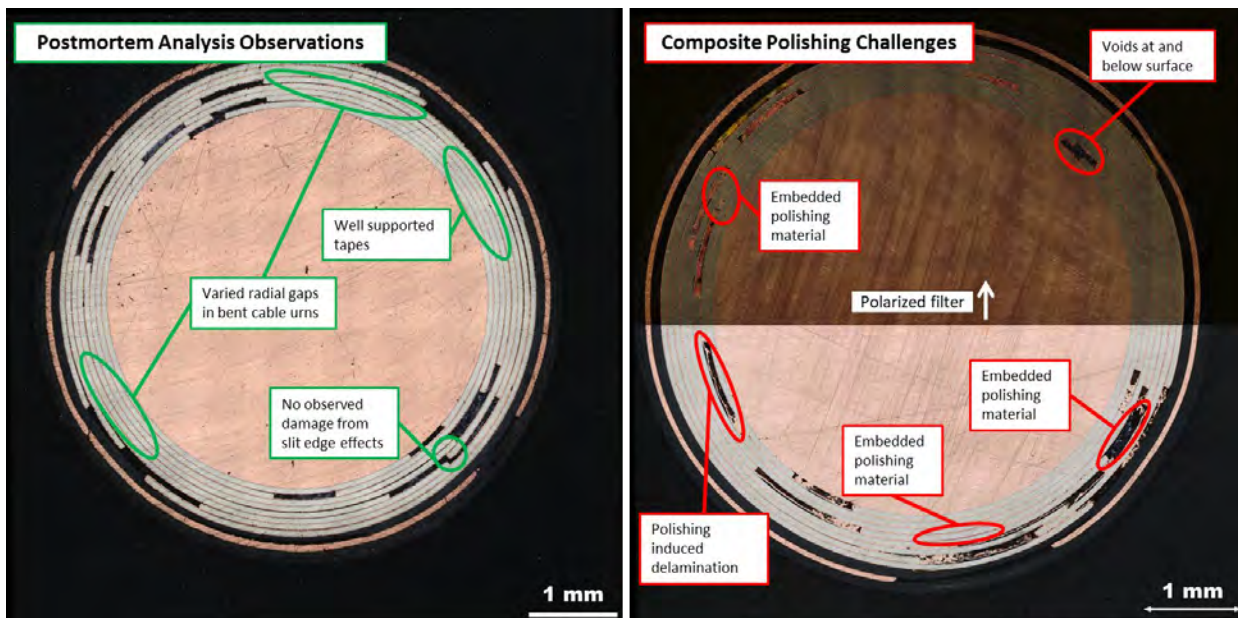 Postmortem Analysis Observations
Well supported
tapes
Varied radial gaps
in bent cable urns
No observed
damage from
slit edge effects
1 mm
Composite Polishing Challenges
Voids at and
below surface
Embedded
polishing
material
Polarized filter
Embedded
polishing
material
Embedded
polishing
material
Polishing
induced
delamination
1 mm